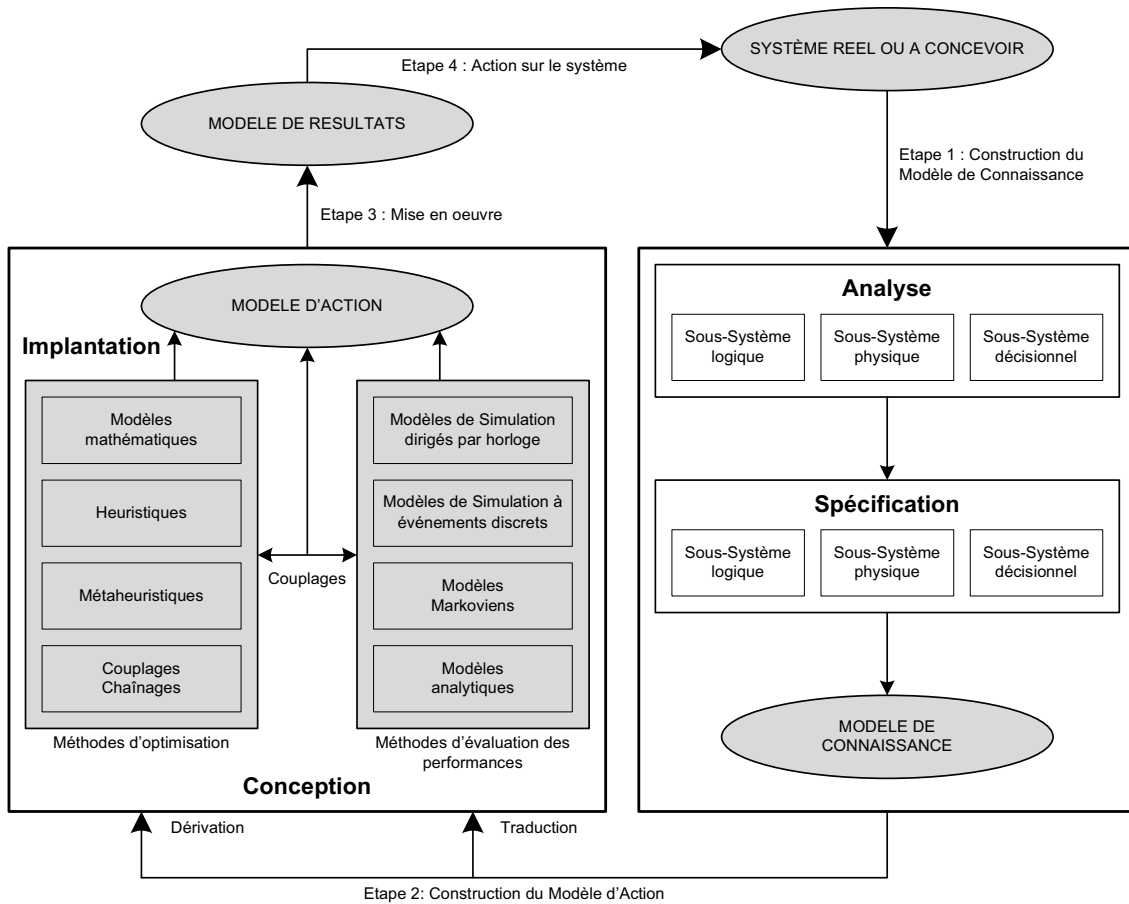 SYSTÈME REEL OU A CONCEVOIR
Etape 4 : Action sur le système
MODELE DE RESULTATS
Etape 1 : Construction du
Modèle de Connaissance
Etape 3 : Mise en oeuvre
MODELE D'ACTION
Implantation
Modèles
mathématiques
Heuristiques
Métaheuristiques
Couplages
Chaînages
Méthodes d'optimisation
Couplages
Modèles de Simulation
dirigés par horloge
Modèles de Simulation à
événements discrets
Modèles
Markoviens
Modèles
analytiques
Méthodes d'évaluation des
performances
Conception
Analyse
Sous-Système
logique
Sous-Système
physique
Sous-Système
décisionnel
Spécification
Sous-Système
logique
Sous-Système
physique
Sous-Système
décisionnel
MODELE DE
CONNAISSANCE
Dérivation
Traduction
Etape 2: Construction du Modèle d'Action